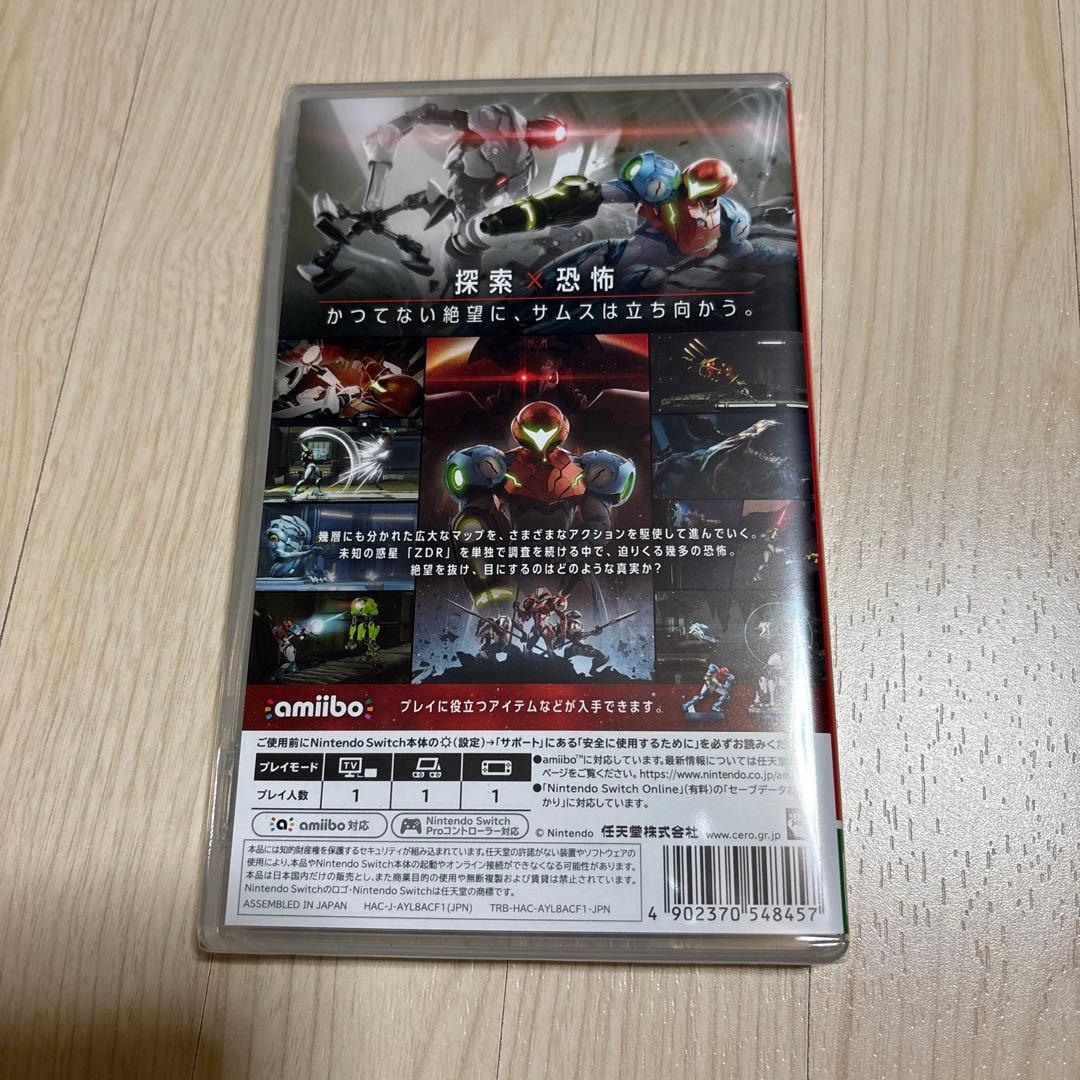 探索×恐怖
かつてない絶望に、サムスは立ち向かう。
幾層にも分かれた広大なマップを、さまざまなアクションを駆使して進んでいく。
未知の惑星「ZDR」を単独で調査を続ける中で、迫りくる幾多の恐怖。
絶望を抜け、目にするのはどのような真実か?
amiibo プレイに役立つアイテムなどが入手できます。
ご使用前にNintendo Switch本体の(設定)→「サポート」にある「安全に使用するために」を必ずお読みくだ
プレイモード TV
プレイ人数 1 1 1
●amiibo™に対応しています。最新情報については任天堂
ページをご覧ください。https://www.nintendo.co.jp/am
●「Nintendo Switch Online」(有料)の「セーブデータお
かり」に対応しています。
amiibo 対応
Nintendo Switch
Proコントローラー対応
© Nintendo 任天堂株式会社 www.cero.gr.jp
本品には知的財産権を保護するセキュリティが組み込まれています。任天堂の許諾がない装置やソフトウェアの
使用により、本品やNintendo Switch本体の起動やオンライン接続ができなくなる可能性があります。
本品は日本国内だけの販売とし、また商業目的の使用や無断複製および賃貸は禁止されています。
Nintendo Switchのロゴ・Nintendo Switchは任天堂の商標です。
ASSEMBLED IN JAPAN HAC-J-AYL8ACF1(JPN) TRB-HAC-AYL8ACF1-JPN
4 902370 548457